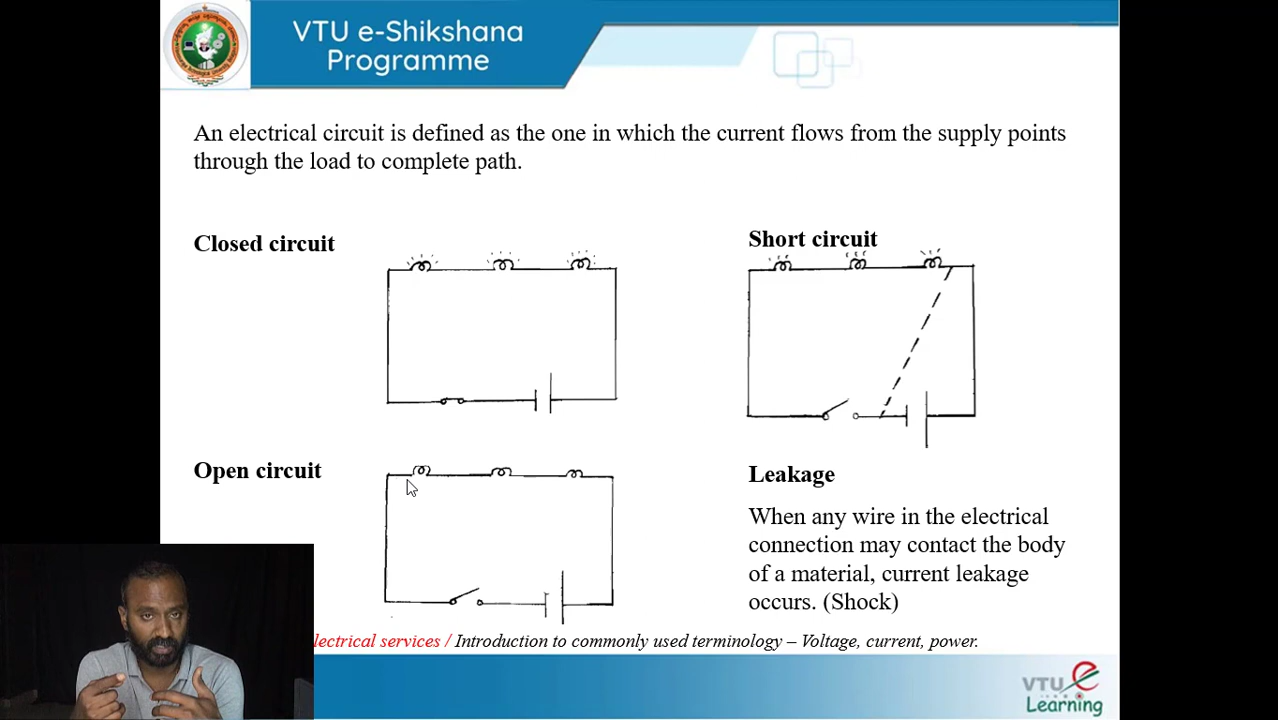 VTU e-Shikshana
Programme
An electrical circuit is defined as the one in which the current flows from the supply points
through the load to complete path.
Closed circuit
Short circuit
Open circuit
Leakage
When any wire in the electrical
connection may contact the body
of a material, current leakage
occurs. (Shock)
lectrical services / Introduction to commonly used terminology – Voltage, current, power.
VTU e
Learning